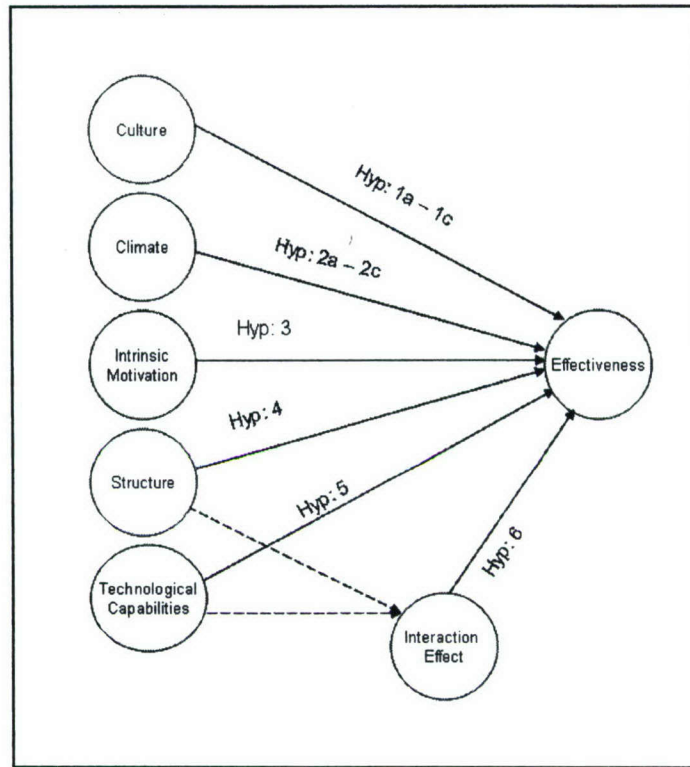 Culture
Hyp: 1a – 1c
Climate
Hyp: 2a – 2c
Hyp: 3
Intrinsic
Motivation
Effectiveness
Hyp: 4
Structure
Hyp: 5
Technological
Capabilities
Hyp: 6
Interaction
Effect